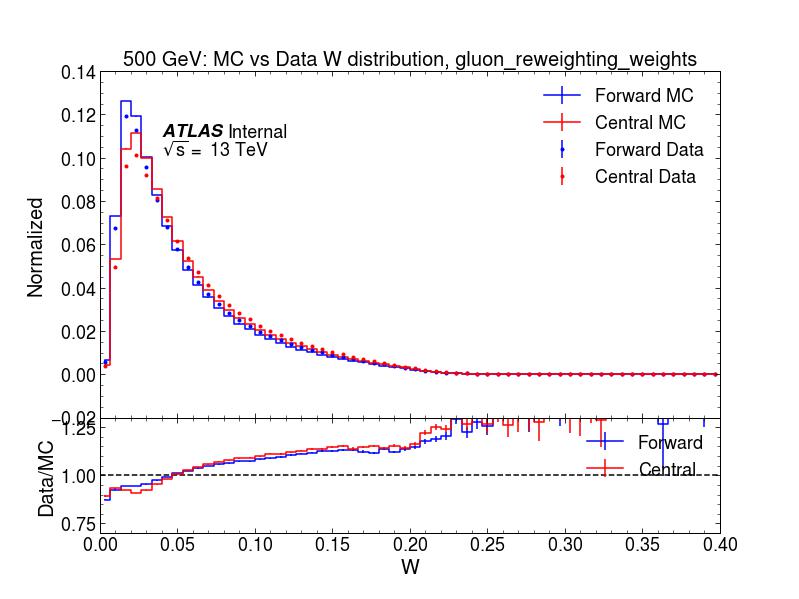 500 GeV: MC vs Data W distribution, gluon_reweighting_weights
0.14
0.12
0.10
0.08
0.06
0.04
0.02
0.00
−0.02
Normalized
ATLAS Internal
√s = 13 TeV
Forward MC
Central MC
Forward Data
Central Data
1.25
1.00
0.75
Data/MC
Forward
Central
0.00 0.05 0.10 0.15 0.20 0.25 0.30 0.35 0.40
W